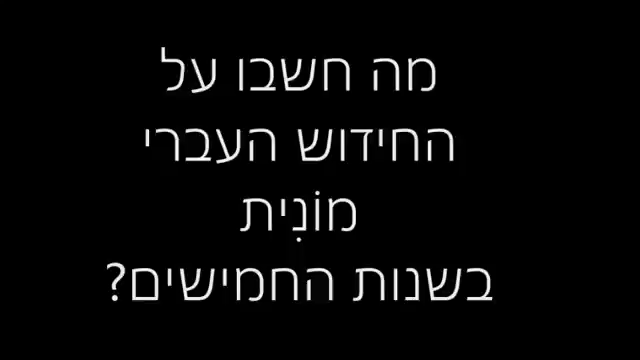 מה חשבו על
החידוש העברי
מוֹנִית
בשנות החמישים?